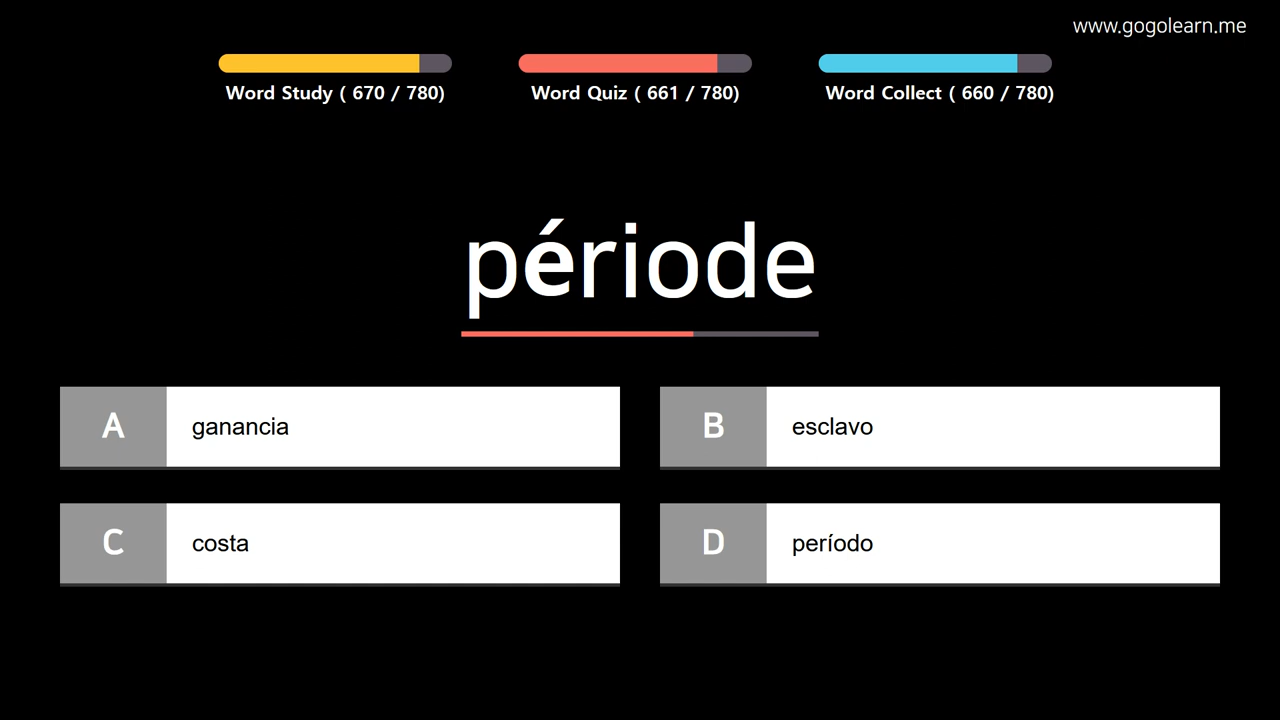 www.gogolearn.me
Word Study ( 670 / 780)
Word Quiz ( 661 / 780)
Word Collect ( 660 / 780)
période
A ganancia
B esclavo
C costa
D período